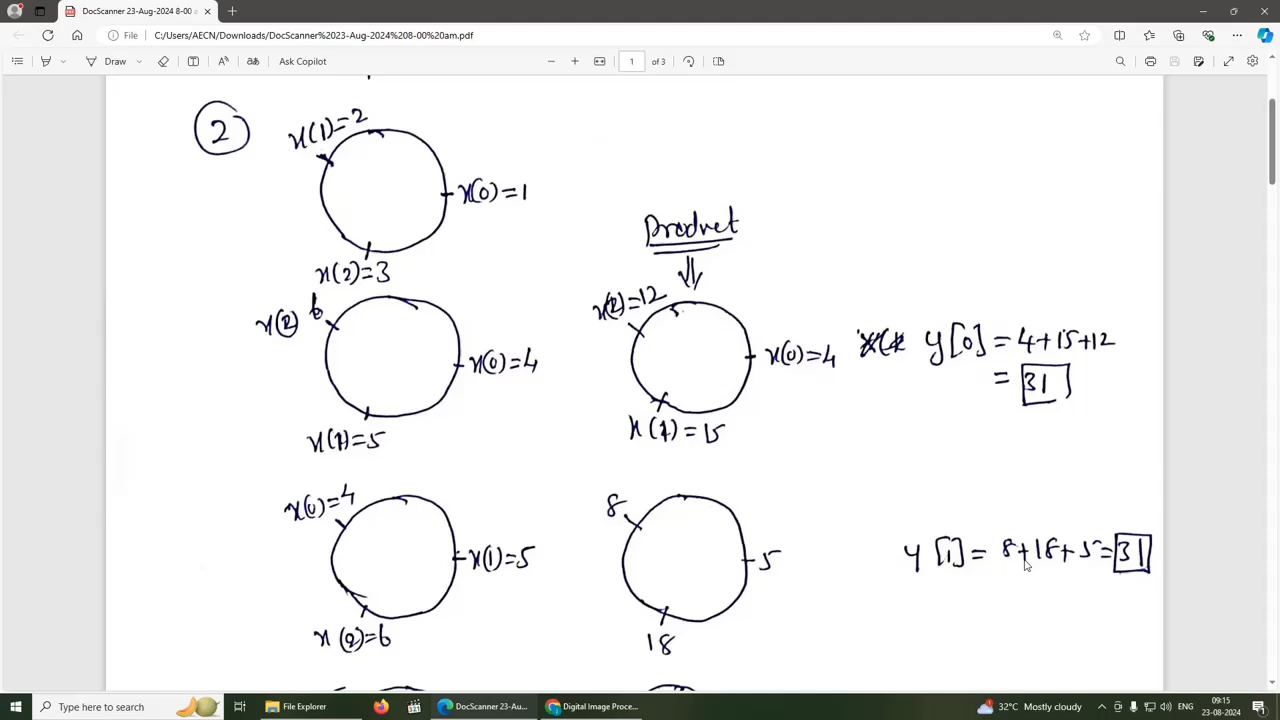 DocScanner 23-Aug-2024 8-00 a
File
C:/Users/AECN/Downloads/DocScanner%2023-Aug-2024%208-00%20am.pdf
Draw
Ask Copilot
1 of 3
2
x(1)=2
x(0)=1
x(2)=3
Product
x(2) 6
x(0)=4
x(1)=5
x(2)=12
x(0)=4
x(1)=15
y[0] = 4+15+12
= 31
x(0)=4
x(1)=5
x(2)=6
8
5
18
y[1] = 8+18+5=31
Type here to search
File Explorer
DocScanner 23-Au...
Digital Image Proce...
32°C Mostly cloudy
ENG
09:15
23-08-2024